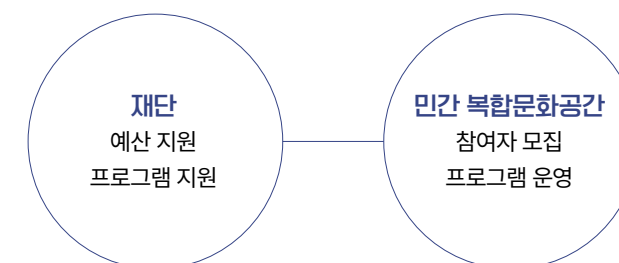 재단
예산 지원
프로그램 지원
민간 복합문화공간
참여자 모집
프로그램 운영